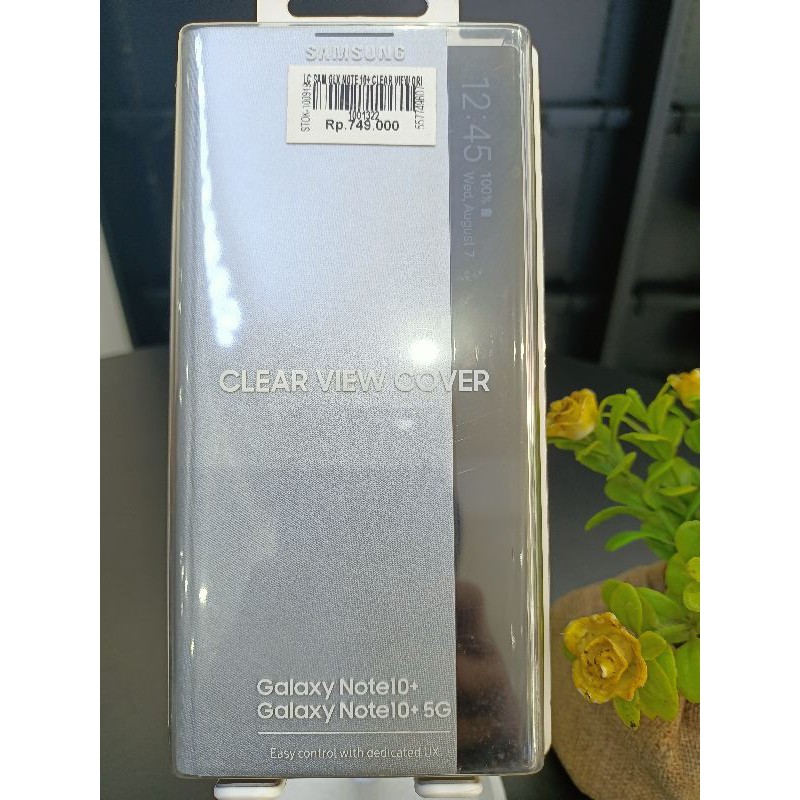 SAMSUNG
LC SAM GLX NOTE 10+ CLEAR VIEW ORI
1001322
Rp.749.000
12:45
100%
Wed, August 7
CLEAR VIEW COVER
Galaxy Note10+
Galaxy Note10+ 5G
Easy control with dedicated UX